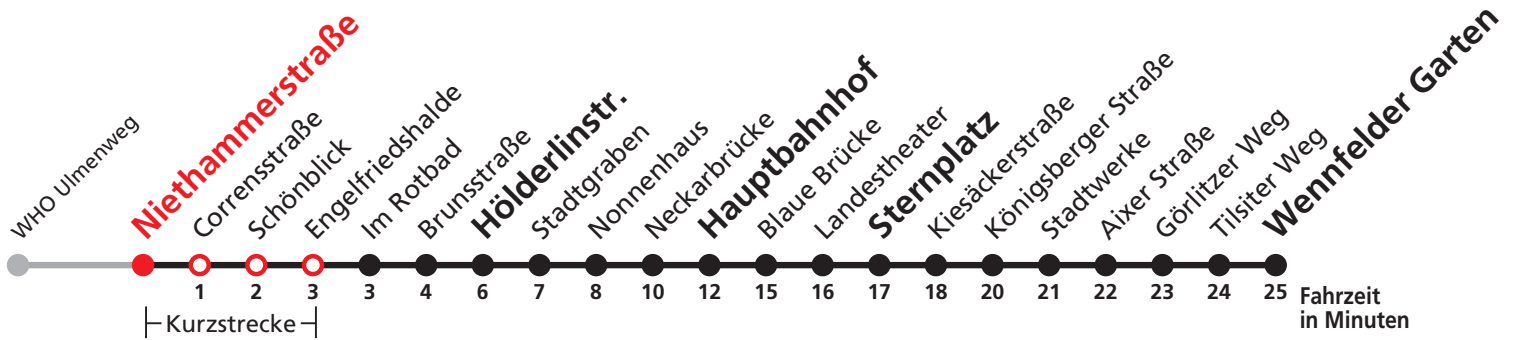 WHO Ulmenweg
Niethammerstraße
Corrensstraße
Schönblick
Engelfriedshalde
Im Rotbad
Brunsstraße
Hölderlinstr.
Stadtgraben
Nonnenhaus
Neckarbrücke
Hauptbahnhof
Blaue Brücke
Landestheater
Sternplatz
Kiesäckerstraße
Königsberger Straße
Stadtwerke
Aixer Straße
Görlitzer Weg
Tilsiter Weg
Wennfelder Garten
1 2 3 3 4 6 7 8 10 12 15 16 17 18 20 21 22 23 24 25
Fahrzeit
in Minuten
Kurzstrecke